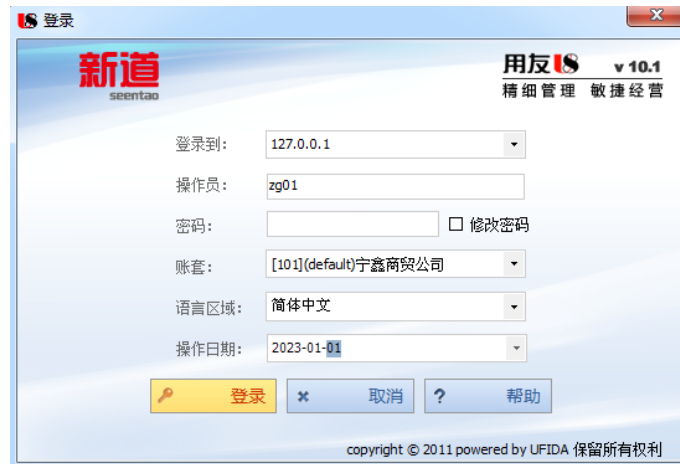 登录
新道
seentao
用友U8 v 10.1
精细管理 敏捷经营
登录到: 127.0.0.1
操作员: zg01
密码: 修改密码
账套: [101](default)宁鑫商贸公司
语言区域: 简体中文
操作日期: 2023-01-01
登录 取消 ? 帮助
copyright © 2011 powered by UFIDA 保留所有权利